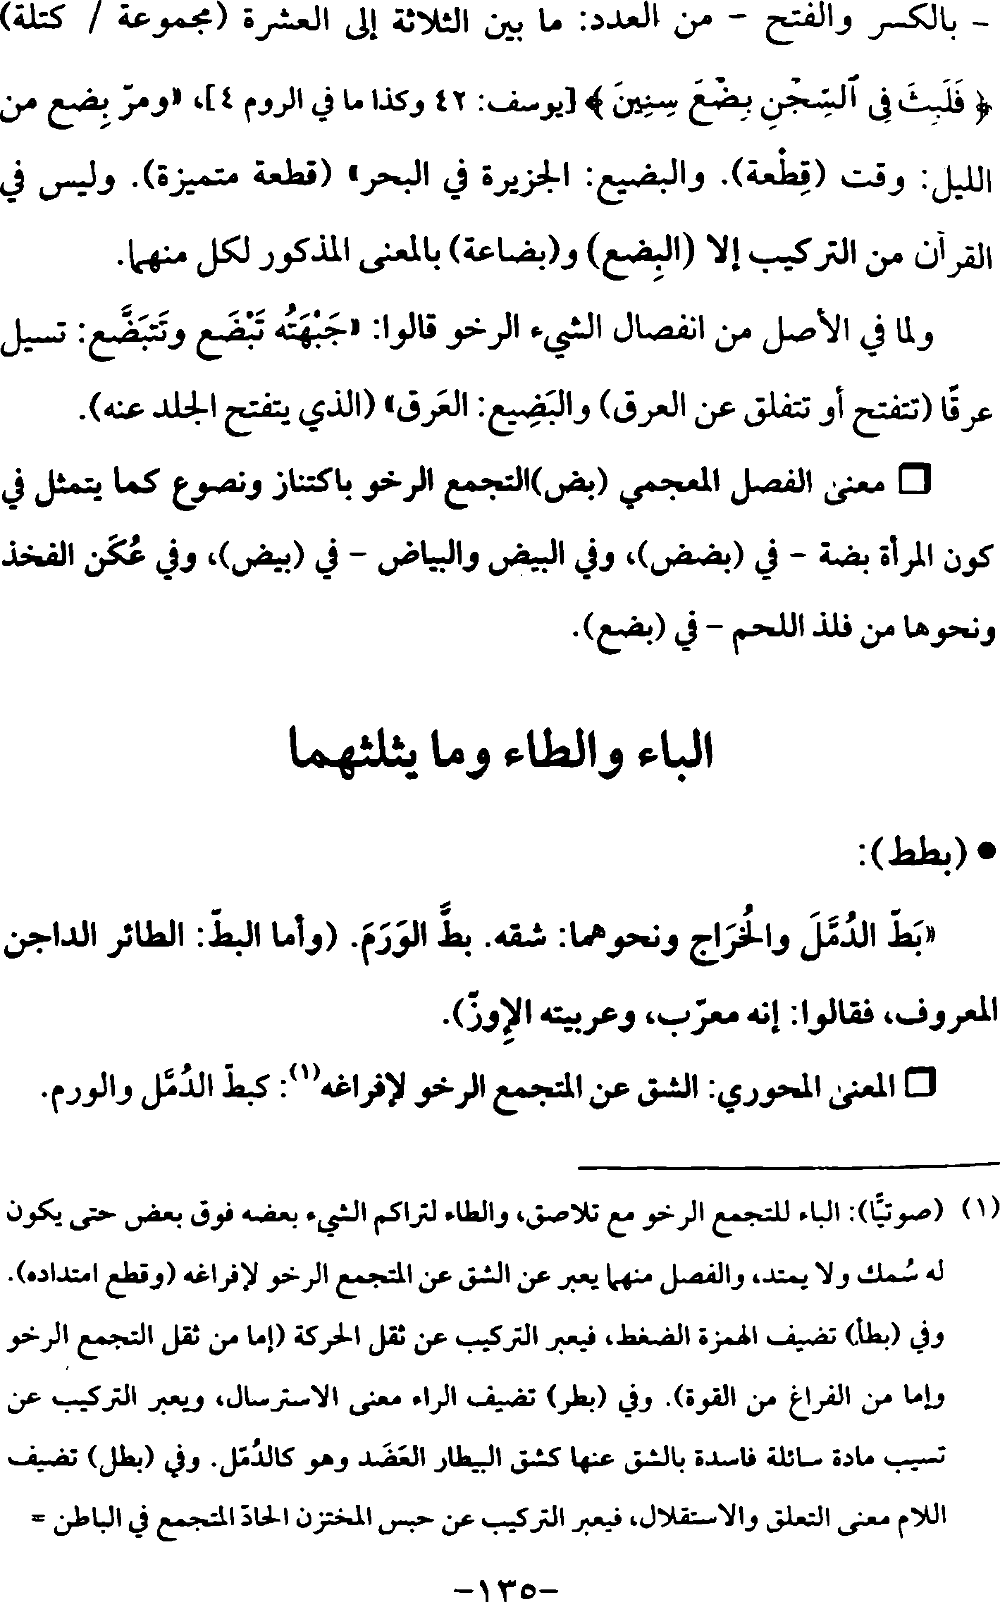 - بالكسر والفتح - من العدد: ما بين الثلاثة إلى العشرة (مجموعة / كتلة)
﴿ فَلَبِثَ فِى ٱلسِّجْنِ بِضْعَ سِنِينَ ﴾ [يوسف: ٤٢ وكذا ما في الروم ٤]، «ومرّ بِضع من
الليل: وقت (قِطْعة). والبضيع: الجزيرة في البحر» (قطعة متميزة). وليس في
القرآن من التركيب إلا (البِضع) و(بضاعة) بالمعنى المذكور لكل منهما.
ولما في الأصل من انفصال الشيء الرخو قالوا: «جَبْهَتُه تَبْضَع وتَتبَضَّع: تسيل
عرقًا (تتفتح أو تتفلق عن العرق) والبَضِيع: العَرق» (الذي يتفتح الجلد عنه).
❑ معنى الفصل المعجمي (بض)التجمع الرخو باكتناز ونصوع كما يتمثل في
كون المرأة بضة - في (بضض)، وفي البيض والبياض - في (بيض)، وفي عُكَن الفخذ
ونحوها من فلذ اللحم - في (بضع).
الباء والطاء وما يثلثهما
● (بطط):
«بَطّ الدُمَّلَ والخُرَاج ونحوهما: شقه. بطَّ الوَرَمَ. (وأما البطّ: الطائر الداجن
المعروف، فقالوا: إنه معرّب، وعربيته الإِوزّ).
❑ المعنى المحوري: الشق عن المتجمع الرخو لإفراغه(١): كبطّ الدُمَّل والورم.
(١) (صوتيًّا): الباء للتجمع الرخو مع تلاصق، والطاء لتراكم الشيء بعضه فوق بعض حتى يكون
له سُمك ولا يمتد، والفصل منهما يعبر عن الشق عن المتجمع الرخو لإفراغه (وقطع امتداده).
وفي (بطأ) تضيف الهمزة الضغط، فيعبر التركيب عن ثقل الحركة (إما من ثقل التجمع الرخو
وإما من الفراغ من القوة). وفي (بطر) تضيف الراء معنى الاسترسال، ويعبر التركيب عن
تسيب مادة سائلة فاسدة بالشق عنها كشق البيطار العَضَد وهو كالدُمّل. وفي (بطل) تضيف
اللام معنى التعلق والاستقلال، فيعبر التركيب عن حبس المختزن الحادّ المتجمع في الباطن =
-١٣٥-